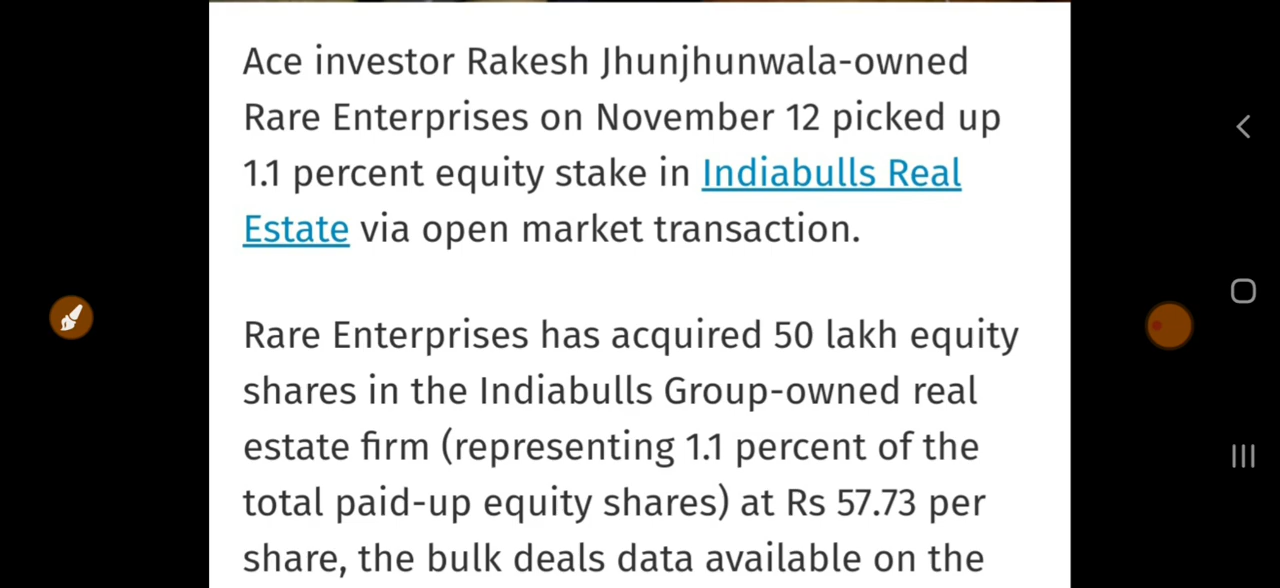 Ace investor Rakesh Jhunjhunwala-owned
Rare Enterprises on November 12 picked up
1.1 percent equity stake in Indiabulls Real
Estate via open market transaction.
Rare Enterprises has acquired 50 lakh equity
shares in the Indiabulls Group-owned real
estate firm (representing 1.1 percent of the
total paid-up equity shares) at Rs 57.73 per
share, the bulk deals data available on the